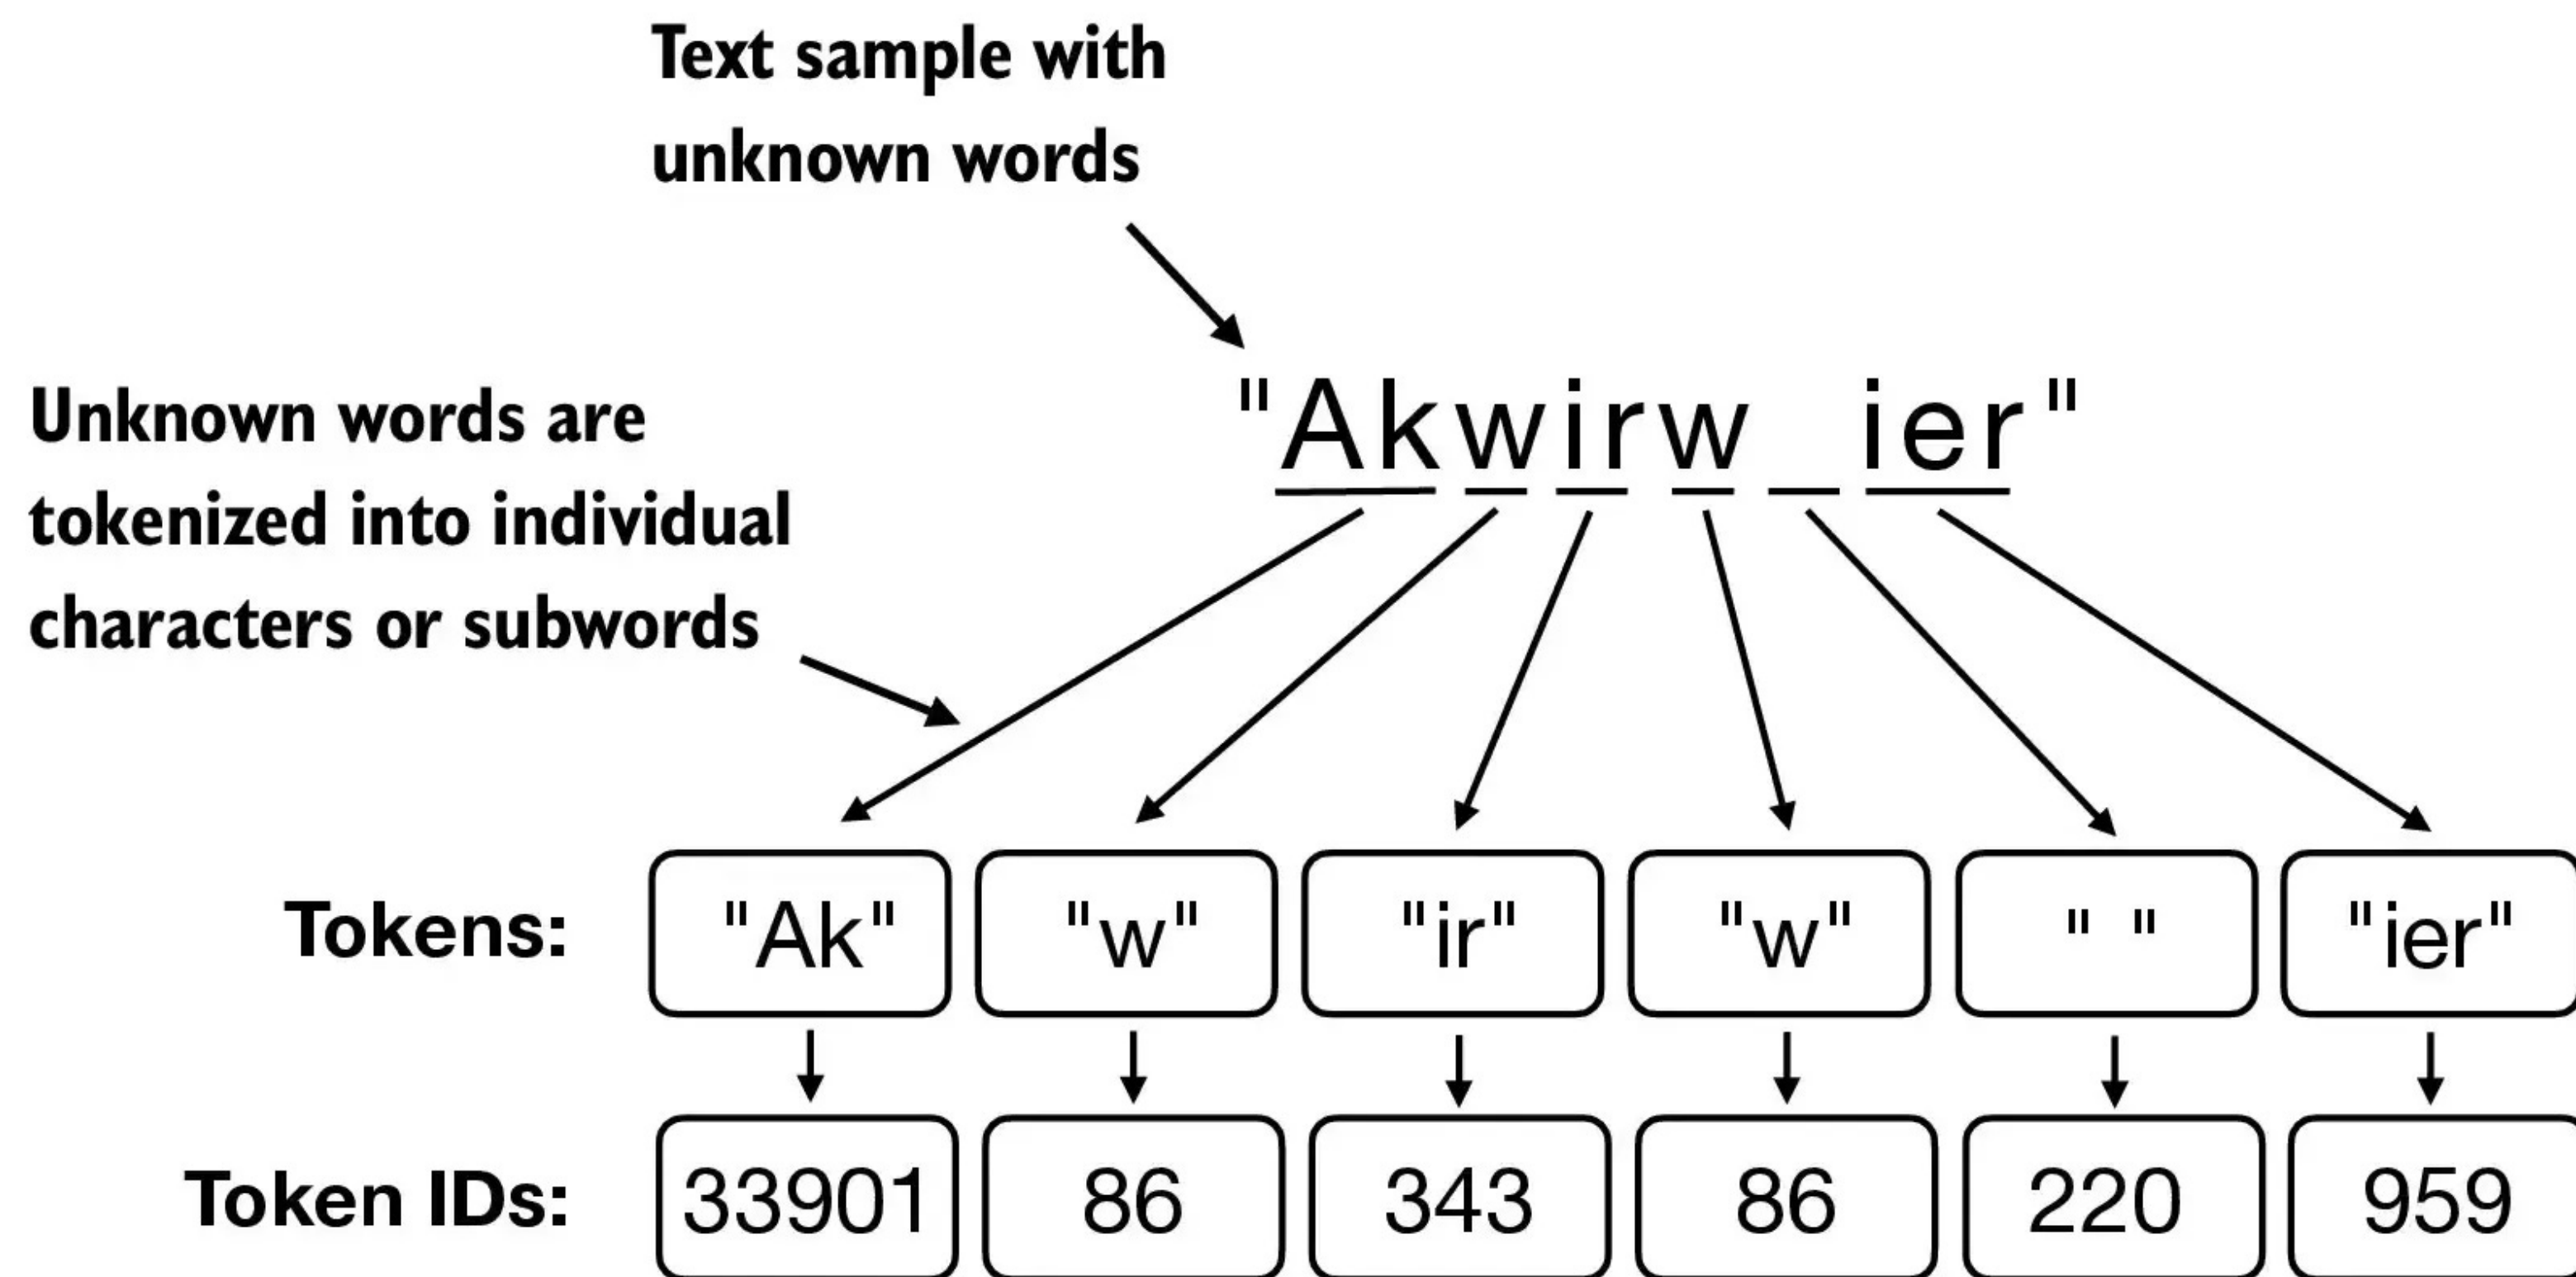 Text sample with
unknown words
"Akwirw ier"
Unknown words are
tokenized into individual
characters or subwords
Tokens: "Ak" "w" "ir" "w" " " "ier"
Token IDs: 33901 86 343 86 220 959